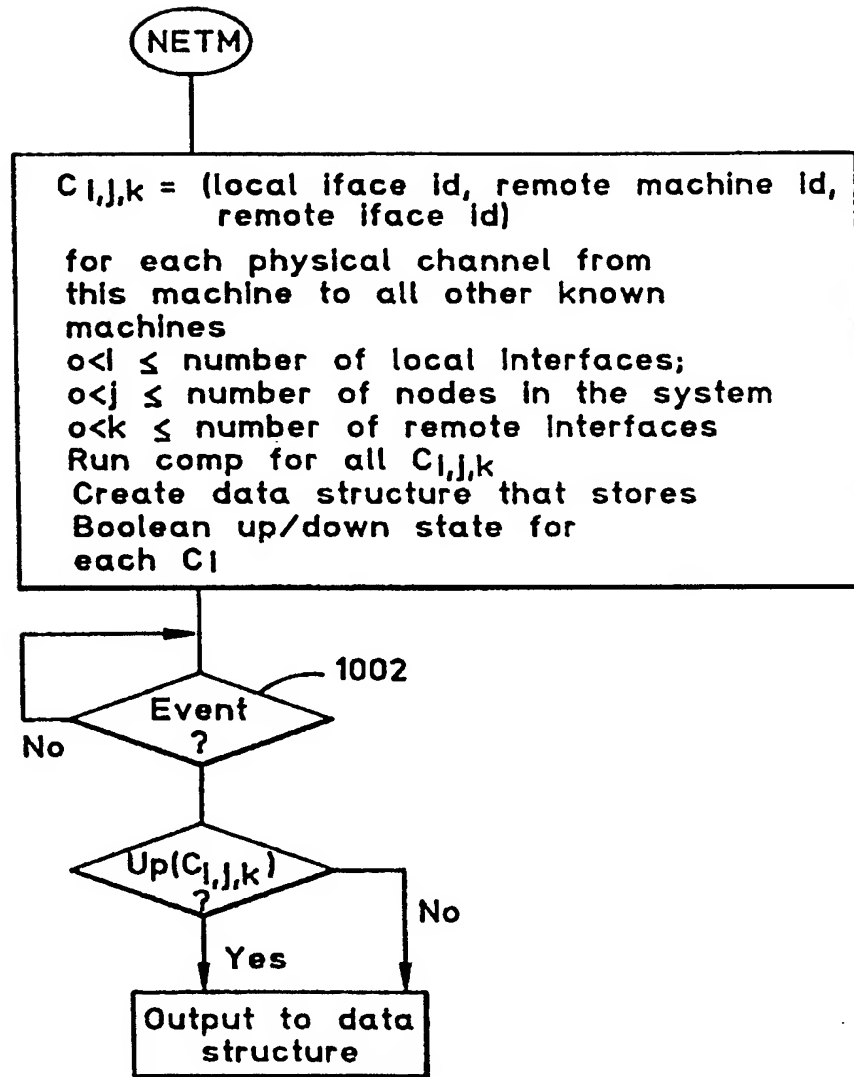 NETM
C i,j,k = (local iface id, remote machine id,
remote iface id)
for each physical channel from
this machine to all other known
machines
o<i ≤ number of local interfaces;
o<j ≤ number of nodes in the system
o<k ≤ number of remote interfaces
Run comp for all C i,j,k
Create data structure that stores
Boolean up/down state for
each Ci
1002
Event
?
No
Up(C i,j,k)
?
No
Yes
Output to data
structure